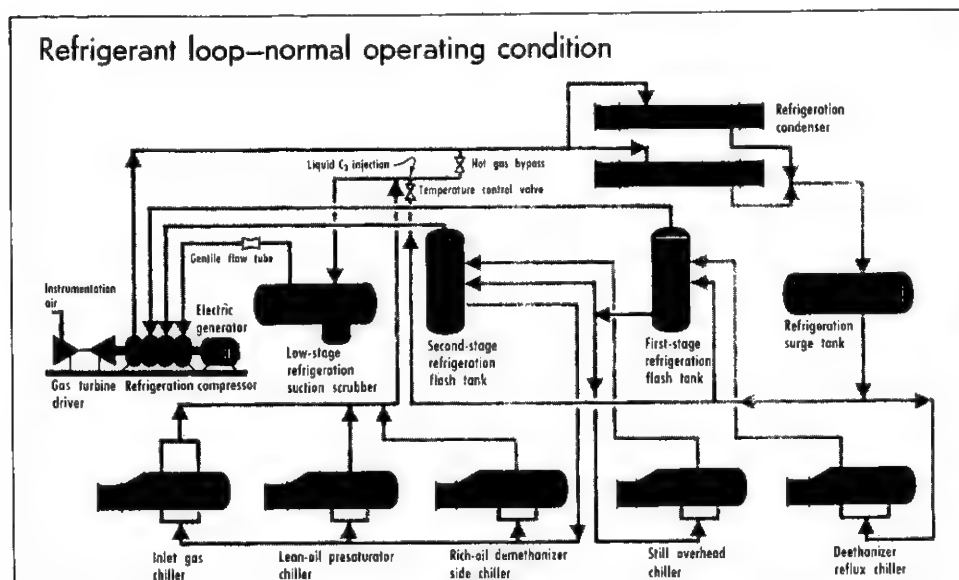 Refrigerant loop–normal operating condition
Refrigeration
condenser
Liquid C3 injection
Hot gas bypass
Temperature control valve
Gentile flow tube
Instrumentation
air
Electric
generator
Low-stage
refrigeration
suction scrubber
Second-stage
refrigeration
flash tank
First-stage
refrigeration
flash tank
Refrigeration
surge tank
Gas turbine
driver
Refrigeration compressor
Inlet gas
chiller
Lean-oil presaturator
chiller
Rich-oil demethanizer
side chiller
Still overhead
chiller
Deethanizer
reflux chiller